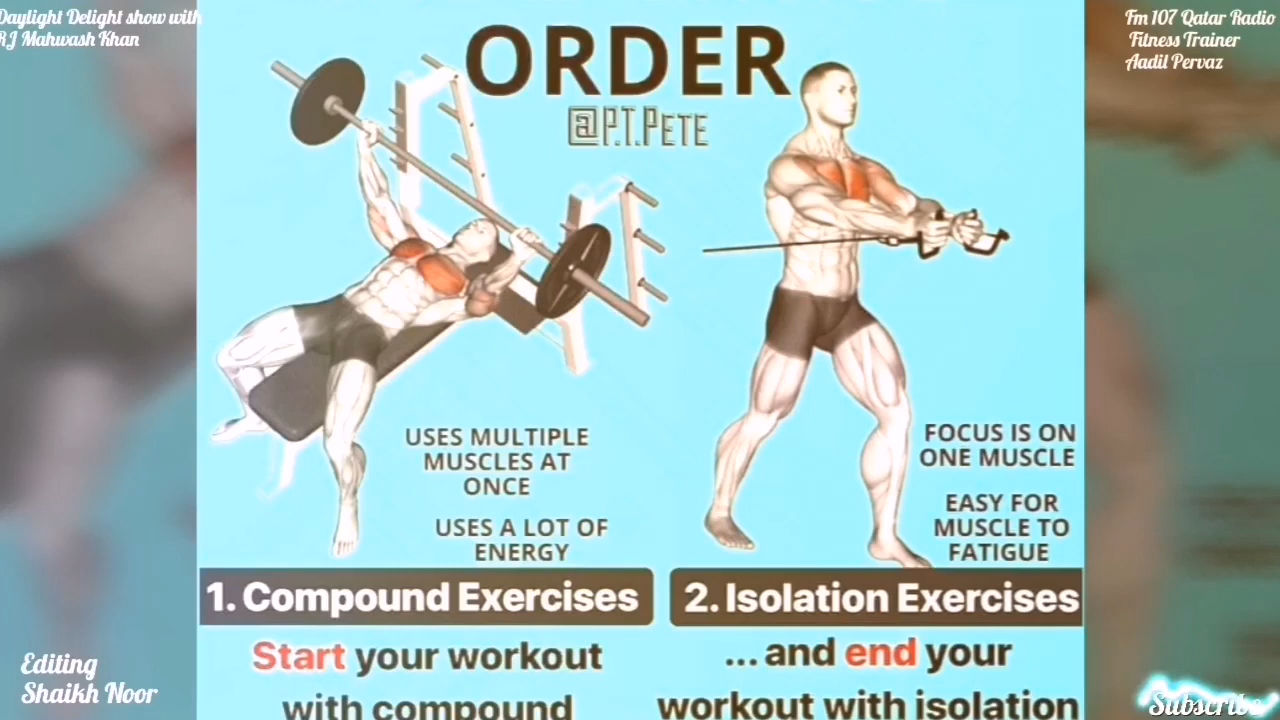 Daylight Delight show with
RJ Mahwash Khan
Fm 107 Qatar Radio
Fitness Trainer
Aadil Pervaz
ORDER
@P.T.PETE
USES MULTIPLE
MUSCLES AT
ONCE
USES A LOT OF
ENERGY
FOCUS IS ON
ONE MUSCLE
EASY FOR
MUSCLE TO
FATIGUE
1. Compound Exercises
2. Isolation Exercises
Start your workout
with compound
... and end your
workout with isolation
Editing
Shaikh Noor
Subscribe